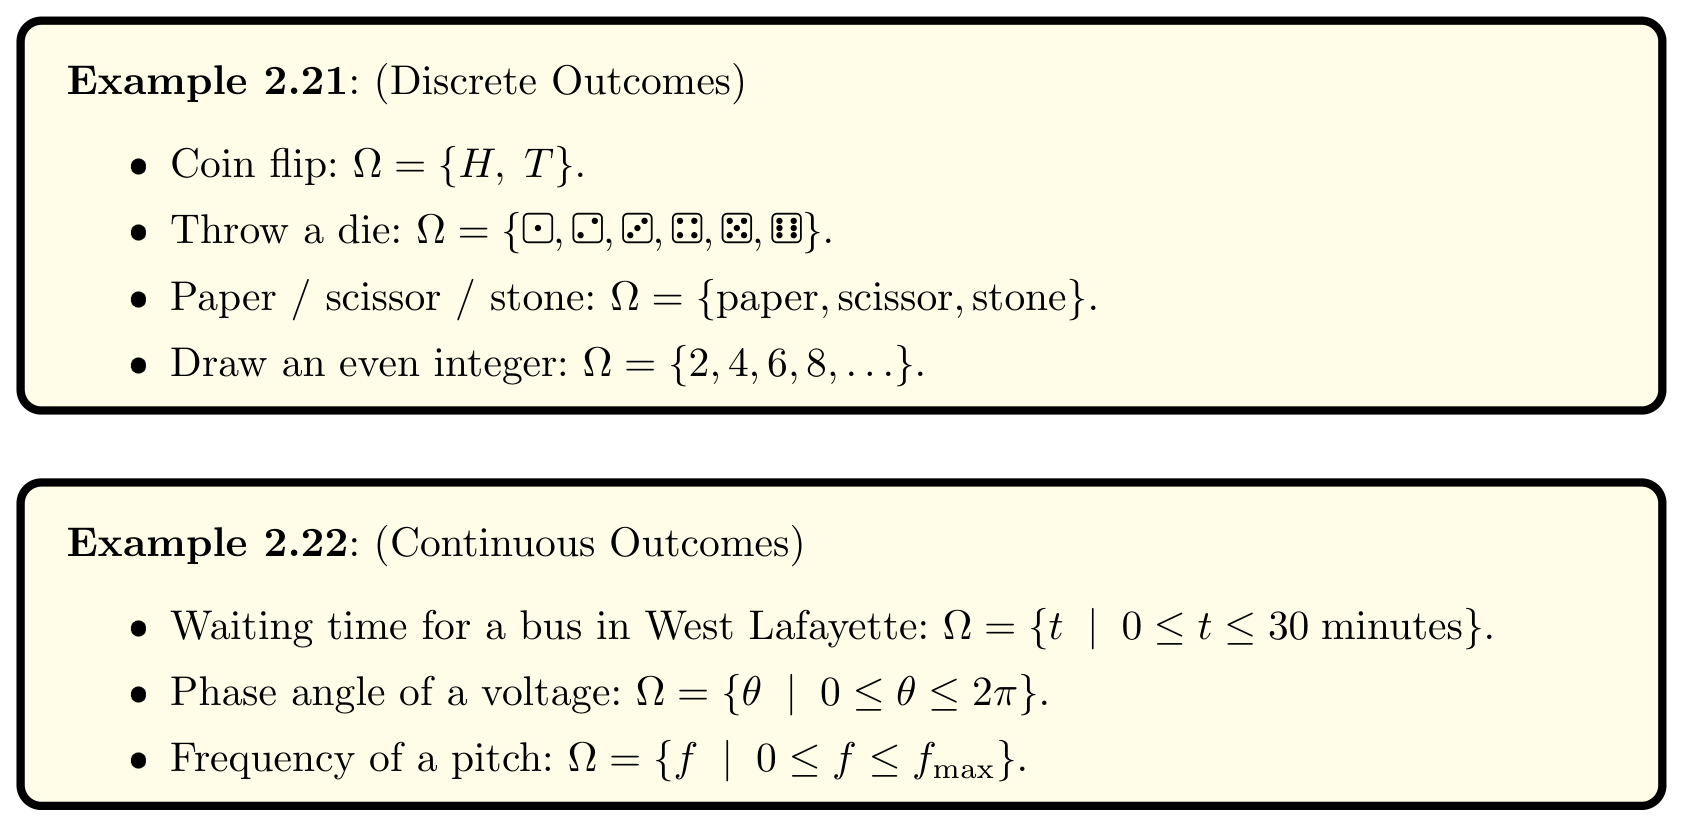 Example 2.21: (Discrete Outcomes)
• Coin flip: Ω = {H, T}.
• Throw a die: Ω = {⚀, ⚁, ⚂, ⚃, ⚄, ⚅}.
• Paper / scissor / stone: Ω = {paper, scissor, stone}.
• Draw an even integer: Ω = {2, 4, 6, 8, . . .}.
Example 2.22: (Continuous Outcomes)
• Waiting time for a bus in West Lafayette: Ω = {t | 0 ≤ t ≤ 30 minutes}.
• Phase angle of a voltage: Ω = {θ | 0 ≤ θ ≤ 2π}.
• Frequency of a pitch: Ω = {f | 0 ≤ f ≤ f_max}.